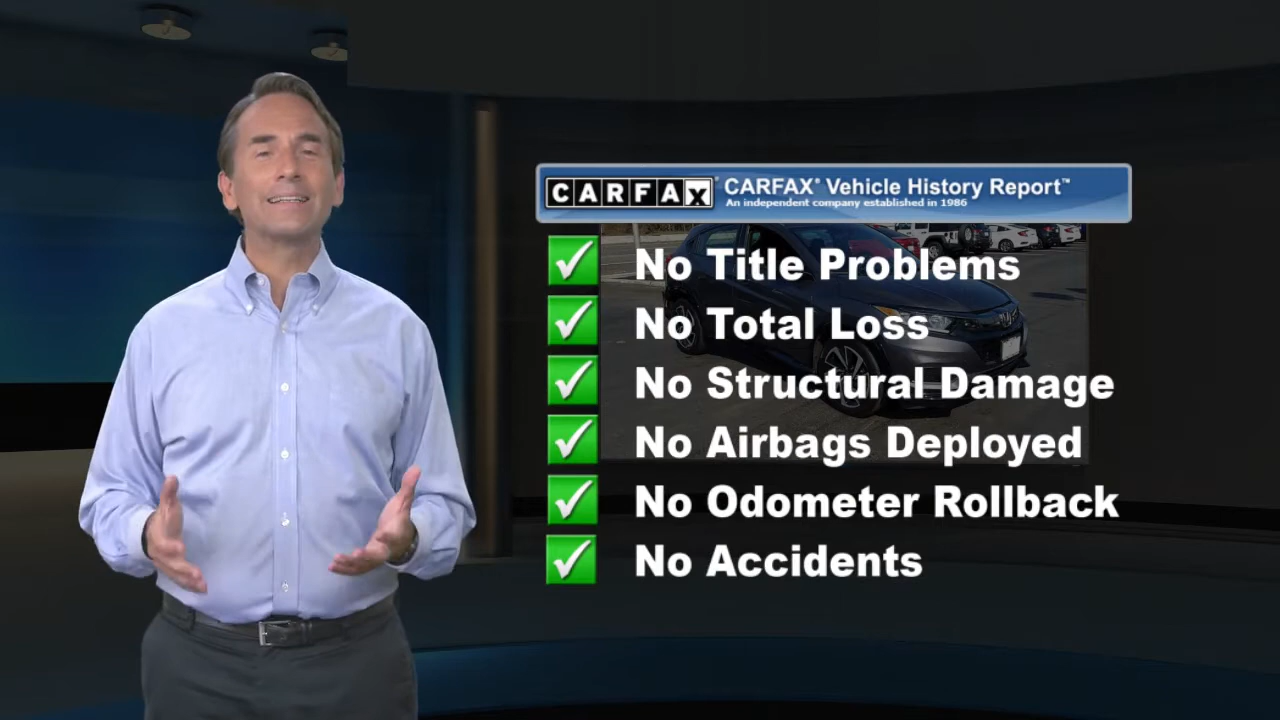 CARFAX® CARFAX® Vehicle History Report™
An independent company established in 1986
No Title Problems
No Total Loss
No Structural Damage
No Airbags Deployed
No Odometer Rollback
No Accidents